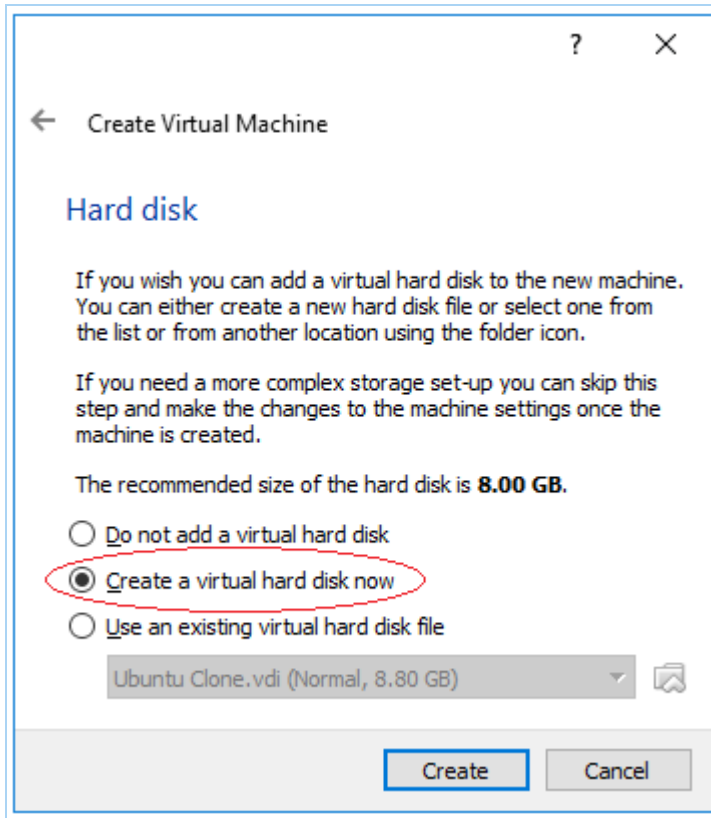 ?
Create Virtual Machine
Hard disk
If you wish you can add a virtual hard disk to the new machine.
You can either create a new hard disk file or select one from
the list or from another location using the folder icon.
If you need a more complex storage set-up you can skip this
step and make the changes to the machine settings once the
machine is created.
The recommended size of the hard disk is 8.00 GB.
Do not add a virtual hard disk
Create a virtual hard disk now
Use an existing virtual hard disk file
Ubuntu Clone.vdi (Normal, 8.80 GB)
Create Cancel